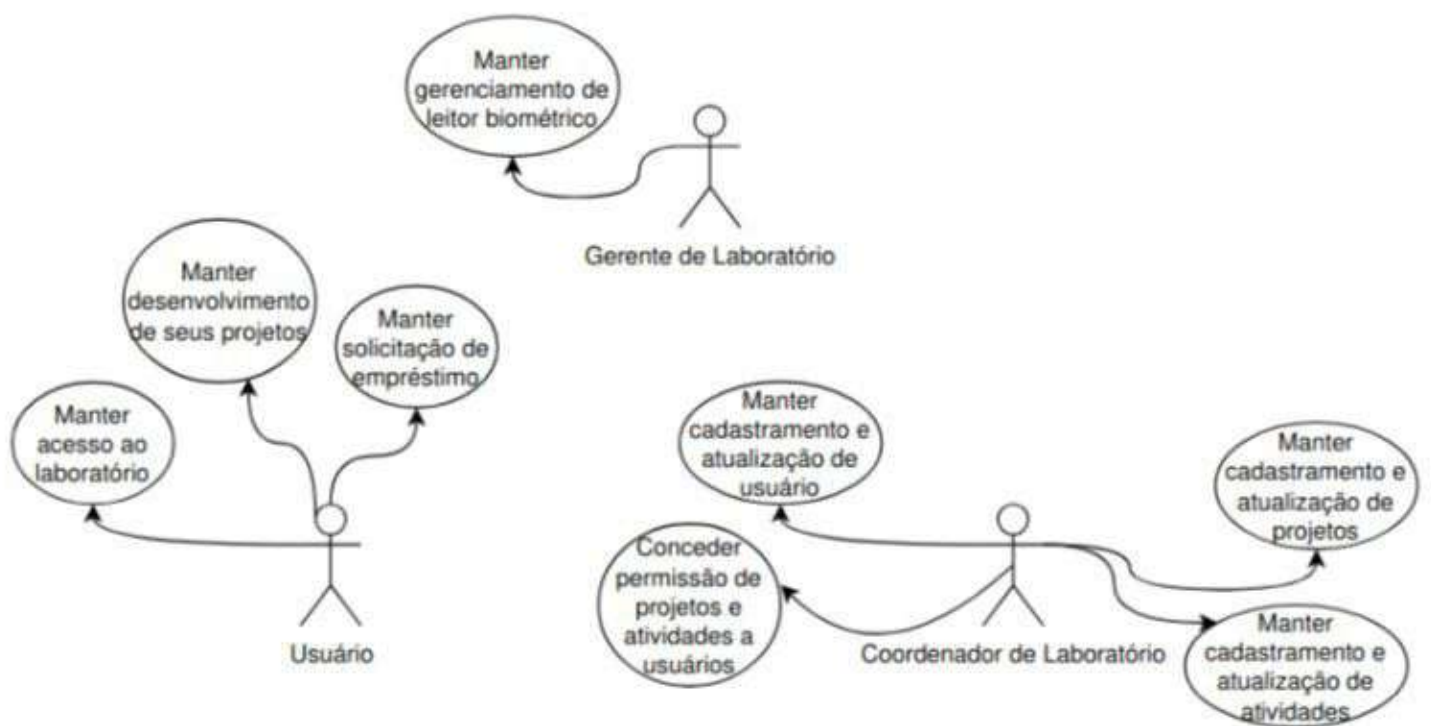 Manter
gerenciamento de
leitor biométrico
Gerente de Laboratório
Manter
desenvolvimento
de seus projetos
Manter
solicitação de
empréstimo
Manter
acesso ao
laboratório
Usuário
Manter
cadastramento e
atualização de
usuário
Manter
cadastramento e
atualização de
projetos
Conceder
permissão de
projetos e
atividades a
usuários
Coordenador de Laboratório
Manter
cadastramento e
atualização de
atividades